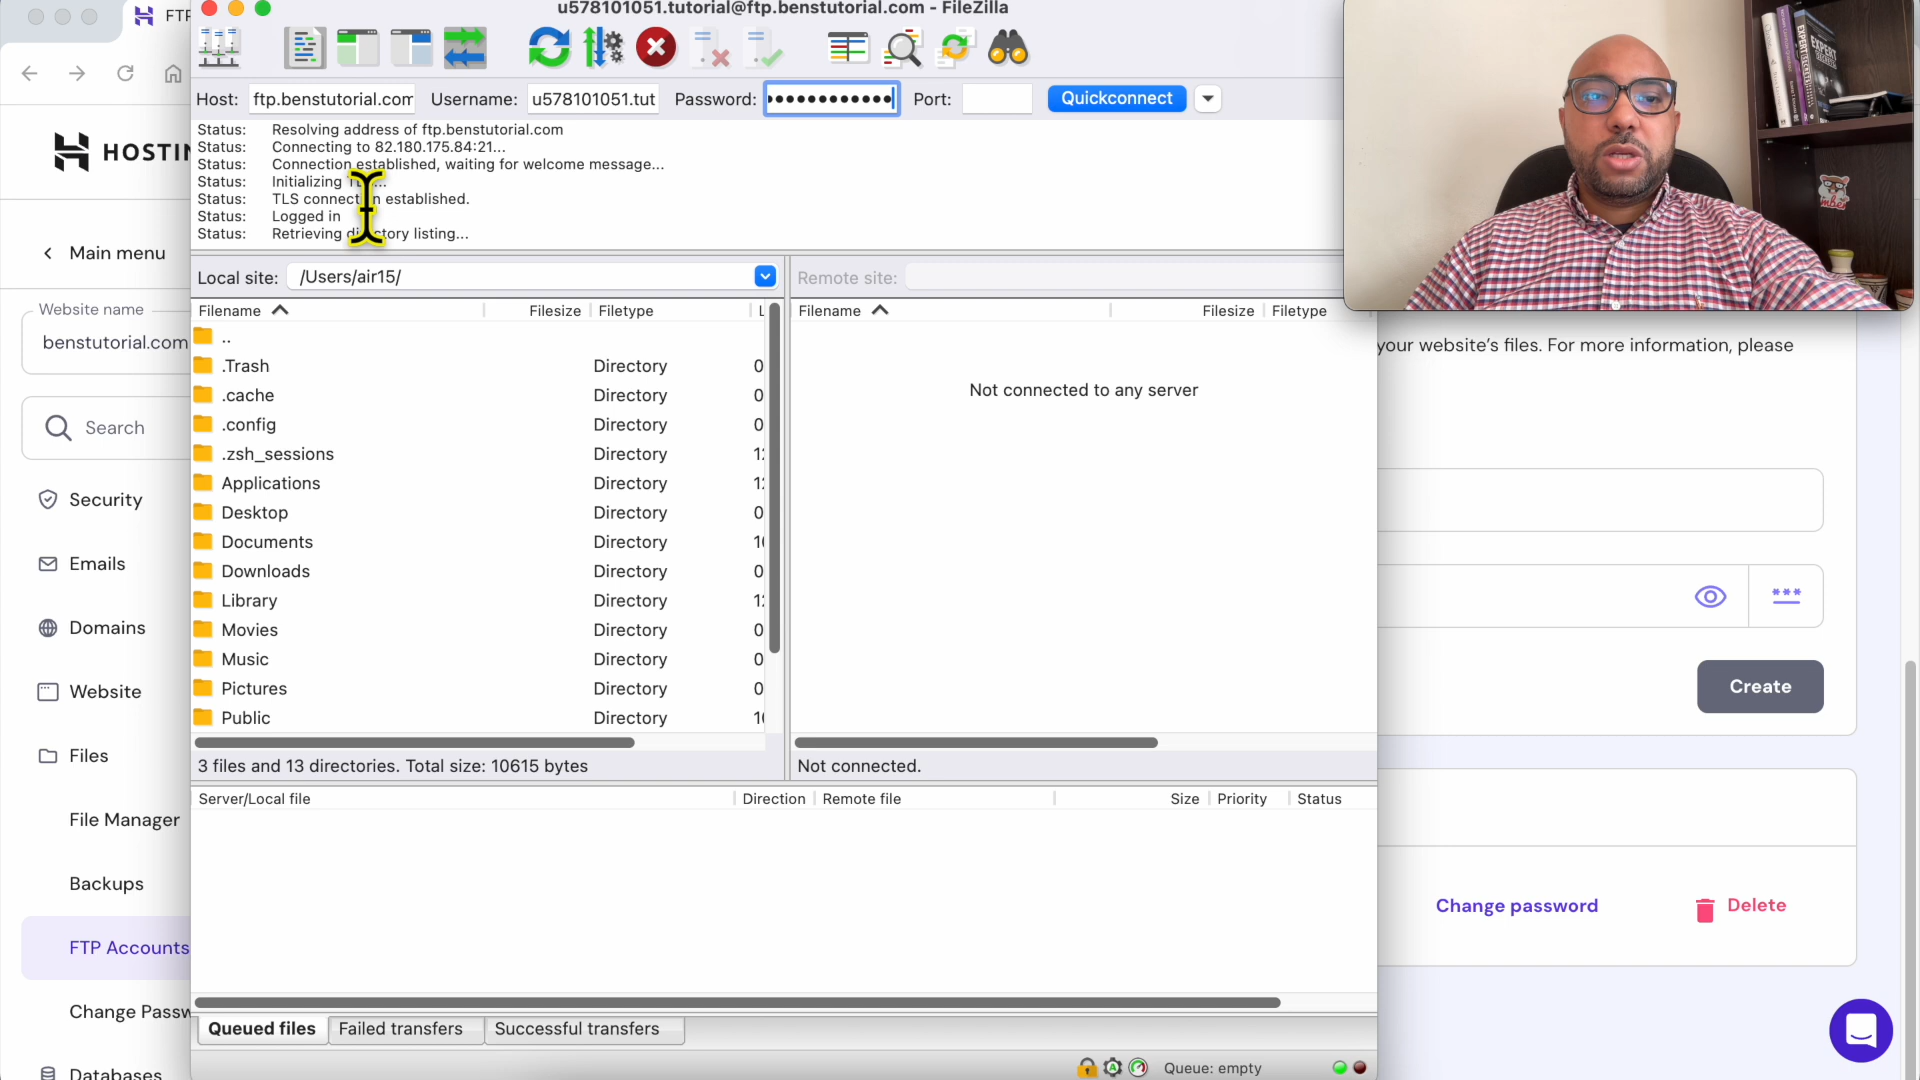 FTP
u578101051.tutorial@ftp.benstutorial.com - FileZilla
Host: ftp.benstutorial.com Username: u578101051.tut Password: •••••••••••• Port: Quickconnect
Status: Resolving address of ftp.benstutorial.com
Status: Connecting to 82.180.175.84:21...
Status: Connection established, waiting for welcome message...
Status: Initializing TLS...
Status: TLS connection established.
Status: Logged in
Status: Retrieving directory listing...
Main menu
Website name
benstutorial.com
Search
Security
Emails
Domains
Website
Files
File Manager
Backups
FTP Accounts
Databases
Local site: /Users/air15/
Filename Filesize Filetype
..
.Trash Directory
.cache Directory
.config Directory
.zsh_sessions Directory
Applications Directory
Desktop Directory
Documents Directory
Downloads Directory
Library Directory
Movies Directory
Music Directory
Pictures Directory
Public Directory
3 files and 13 directories. Total size: 10615 bytes
Remote site:
Filename Filesize Filetype
Not connected to any server
Not connected.
Server/Local file Direction Remote file Size Priority Status
Queued files Failed transfers Successful transfers
Queue: empty
EXPERT SECRETS
your website's files. For more information, please
Create
Change password Delete